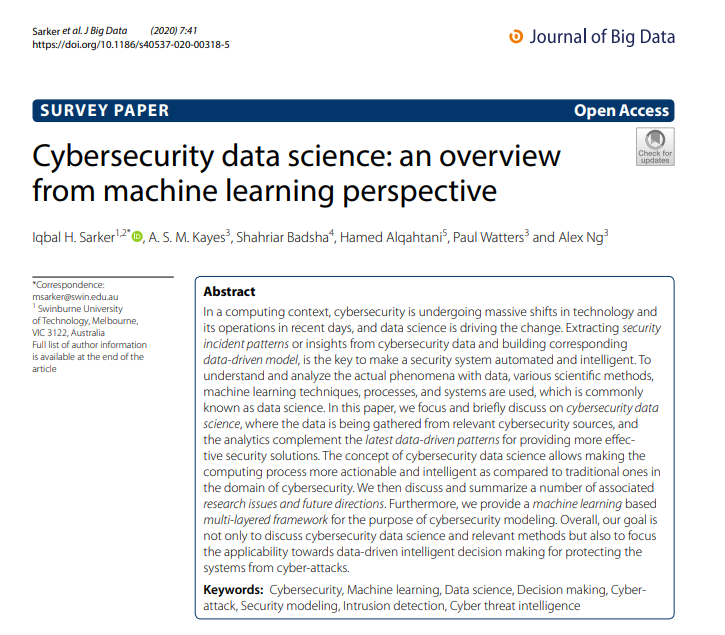 Sarker et al. J Big Data (2020) 7:41
https://doi.org/10.1186/s40537-020-00318-5
Journal of Big Data
SURVEY PAPER
Open Access
Cybersecurity data science: an overview
from machine learning perspective
Check for
updates
Iqbal H. Sarker1,2* iD, A. S. M. Kayes3, Shahriar Badsha4, Hamed Alqahtani5, Paul Watters3 and Alex Ng3
*Correspondence:
msarker@swin.edu.au
1 Swinburne University
of Technology, Melbourne,
VIC 3122, Australia
Full list of author information
is available at the end of the
article
Abstract
In a computing context, cybersecurity is undergoing massive shifts in technology and
its operations in recent days, and data science is driving the change. Extracting security
incident patterns or insights from cybersecurity data and building corresponding
data-driven model, is the key to make a security system automated and intelligent. To
understand and analyze the actual phenomena with data, various scientific methods,
machine learning techniques, processes, and systems are used, which is commonly
known as data science. In this paper, we focus and briefly discuss on cybersecurity data
science, where the data is being gathered from relevant cybersecurity sources, and
the analytics complement the latest data-driven patterns for providing more effec-
tive security solutions. The concept of cybersecurity data science allows making the
computing process more actionable and intelligent as compared to traditional ones in
the domain of cybersecurity. We then discuss and summarize a number of associated
research issues and future directions. Furthermore, we provide a machine learning based
multi-layered framework for the purpose of cybersecurity modeling. Overall, our goal is
not only to discuss cybersecurity data science and relevant methods but also to focus
the applicability towards data-driven intelligent decision making for protecting the
systems from cyber-attacks.
Keywords: Cybersecurity, Machine learning, Data science, Decision making, Cyber-
attack, Security modeling, Intrusion detection, Cyber threat intelligence